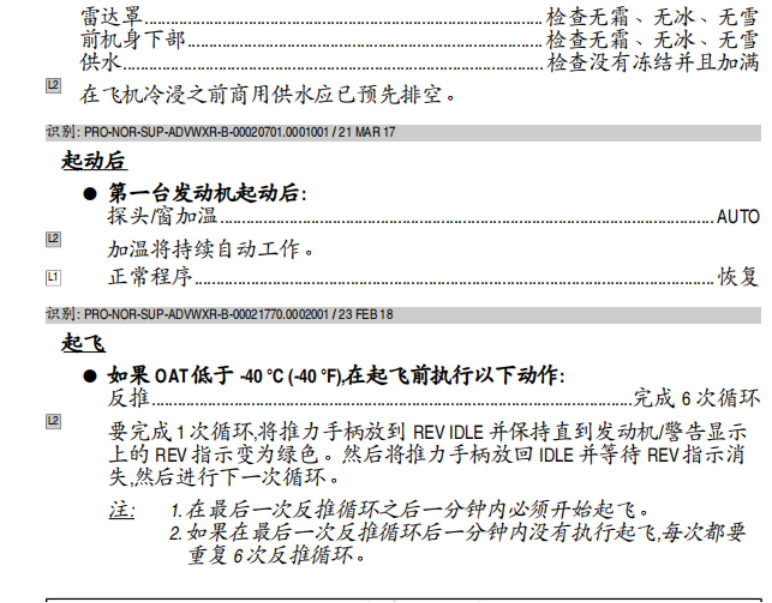 雷达罩..........检查无霜、无冰、无雪
前机身下部..........检查无霜、无冰、无雪
供水..........检查没有冻结并且加满
L2 在飞机冷浸之前商用供水应已预先排空。
识别: PRO-NOR-SUP-ADVWXR-B-00020701.0001001 / 21 MAR 17
起动后
● 第一台发动机起动后:
探头/窗加温..........AUTO
L2 加温将持续自动工作。
L1 正常程序..........恢复
识别: PRO-NOR-SUP-ADVWXR-B-00021770.0002001 / 23 FEB 18
起飞
● 如果 OAT 低于 -40 °C (-40 °F),在起飞前执行以下动作:
反推..........完成 6 次循环
L2 要完成 1 次循环,将推力手柄放到 REV IDLE 并保持直到发动机/警告显示
上的 REV 指示变为绿色。然后将推力手柄放回 IDLE 并等待 REV 指示消
失,然后进行下一次循环。
注: 1. 在最后一次反推循环之后一分钟内必须开始起飞。
2. 如果在最后一次反推循环后一分钟内没有执行起飞,每次都要
重复 6 次反推循环。